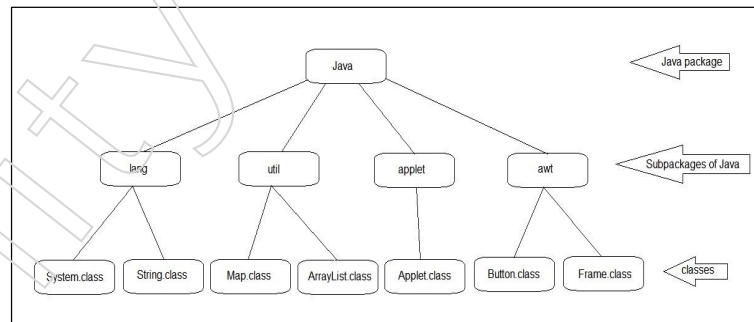 Java
Java package
lang
util
applet
awt
Subpackages of Java
System.class
String.class
Map.class
ArrayList.class
Applet.class
Button.class
Frame.class
classes